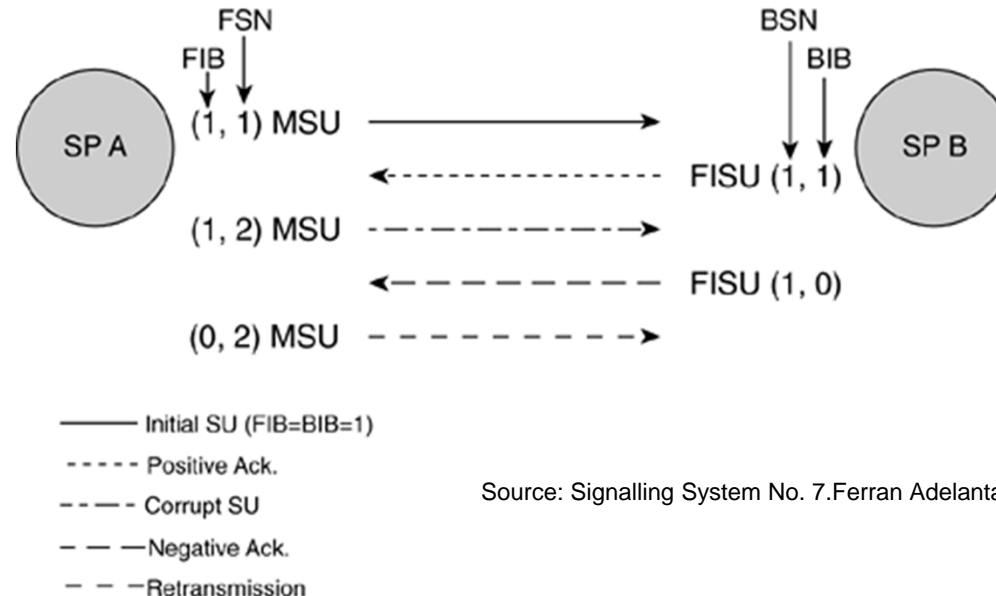 FSN
BSN
FIB
BIB
SP A
(1, 1) MSU
SP B
FISU (1, 1)
(1, 2) MSU
FISU (1, 0)
(0, 2) MSU
Initial SU (FIB=BIB=1)
Positive Ack.
Source: Signalling System No. 7.Ferran Adelanta
Corrupt SU
Negative Ack.
Retransmission